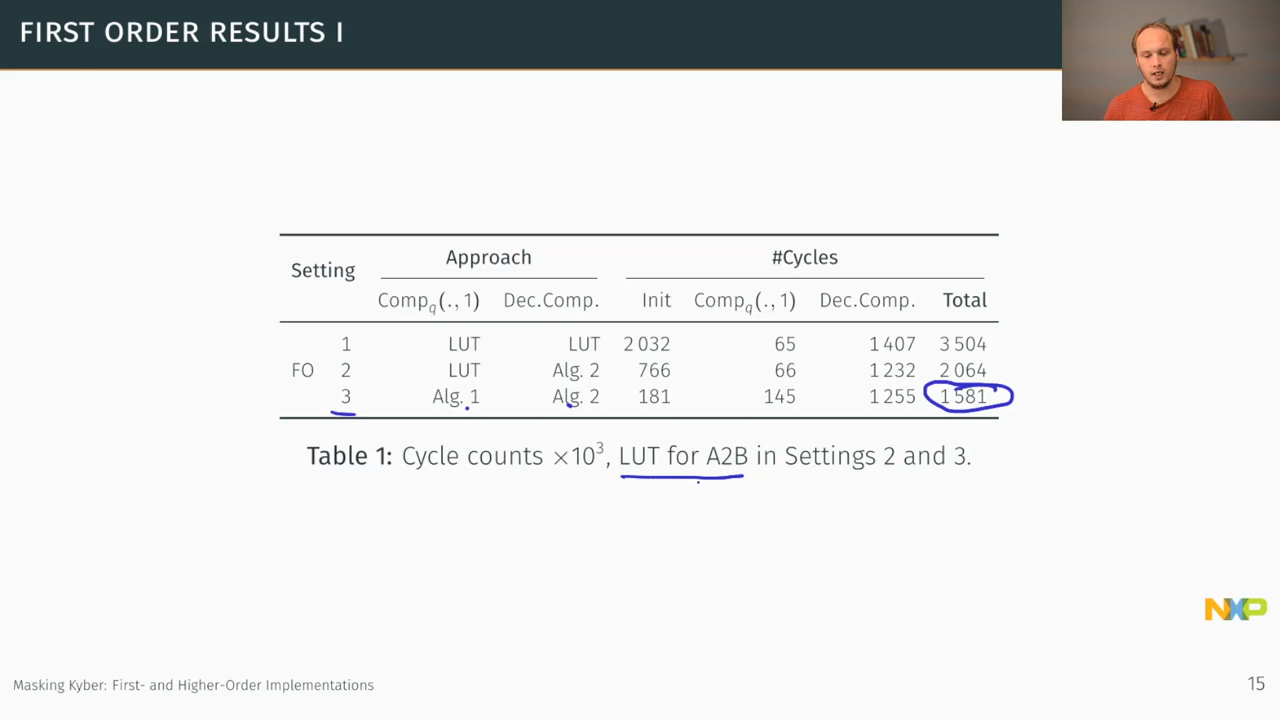 FIRST ORDER RESULTS I
Setting Approach #Cycles
Comp_q(., 1) Dec.Comp. Init Comp_q(., 1) Dec.Comp. Total
1 LUT LUT 2 032 65 1 407 3 504
FO 2 LUT Alg. 2 766 66 1 232 2 064
3 Alg. 1 Alg. 2 181 145 1 255 1 581
Table 1: Cycle counts ×10³, LUT for A2B in Settings 2 and 3.
NXP
Masking Kyber: First- and Higher-Order Implementations 15